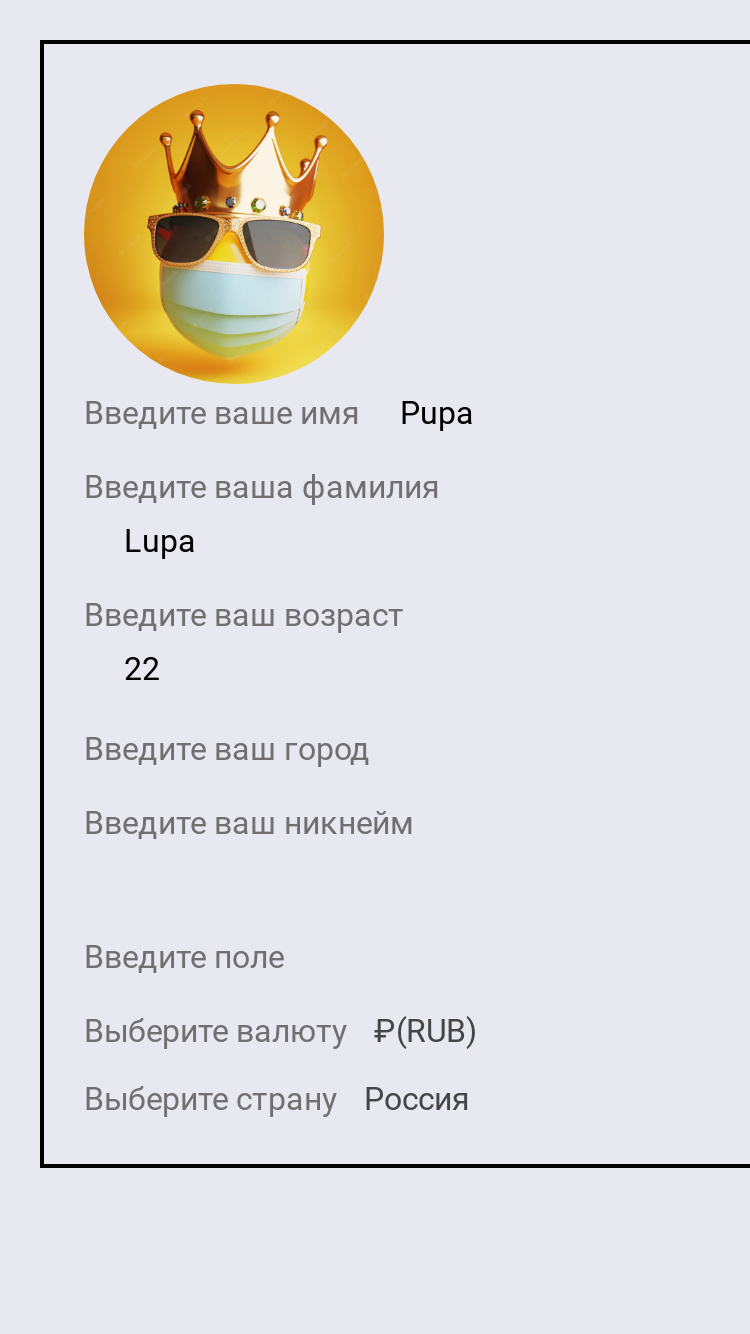 Введите ваше имя Pupa
Введите ваша фамилия
Lupa
Введите ваш возраст
22
Введите ваш город
Введите ваш никнейм
Введите поле
Выберите валюту ₽(RUB)
Выберите страну Россия